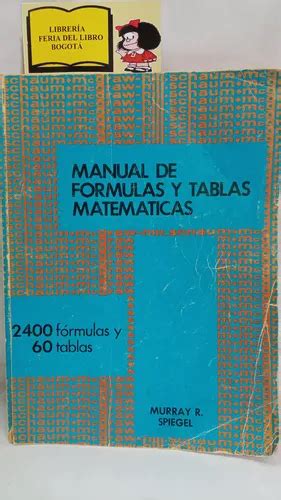 LIBRERÍA
FERIA DEL LIBRO
BOGOTÁ
MANUAL DE
FORMULAS Y TABLAS
MATEMATICAS
2400 fórmulas y
60 tablas
MURRAY R.
SPIEGEL